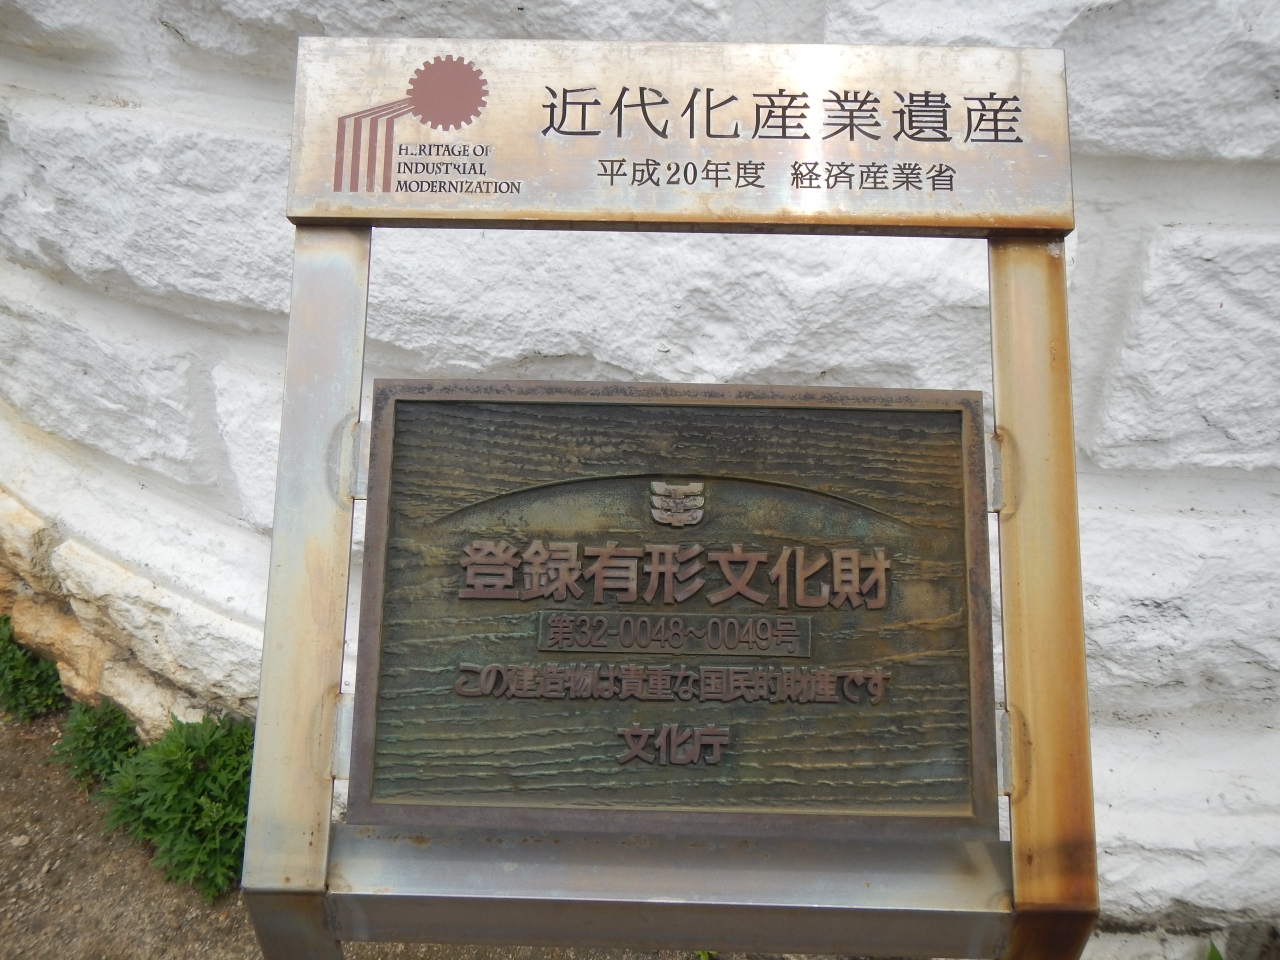 近代化産業遺産
平成20年度 経済産業省
HERITAGE OF
INDUSTRIAL
MODERNIZATION
登録有形文化財
第32-0048~0049号
この建造物は貴重な国民的財産です
文化庁